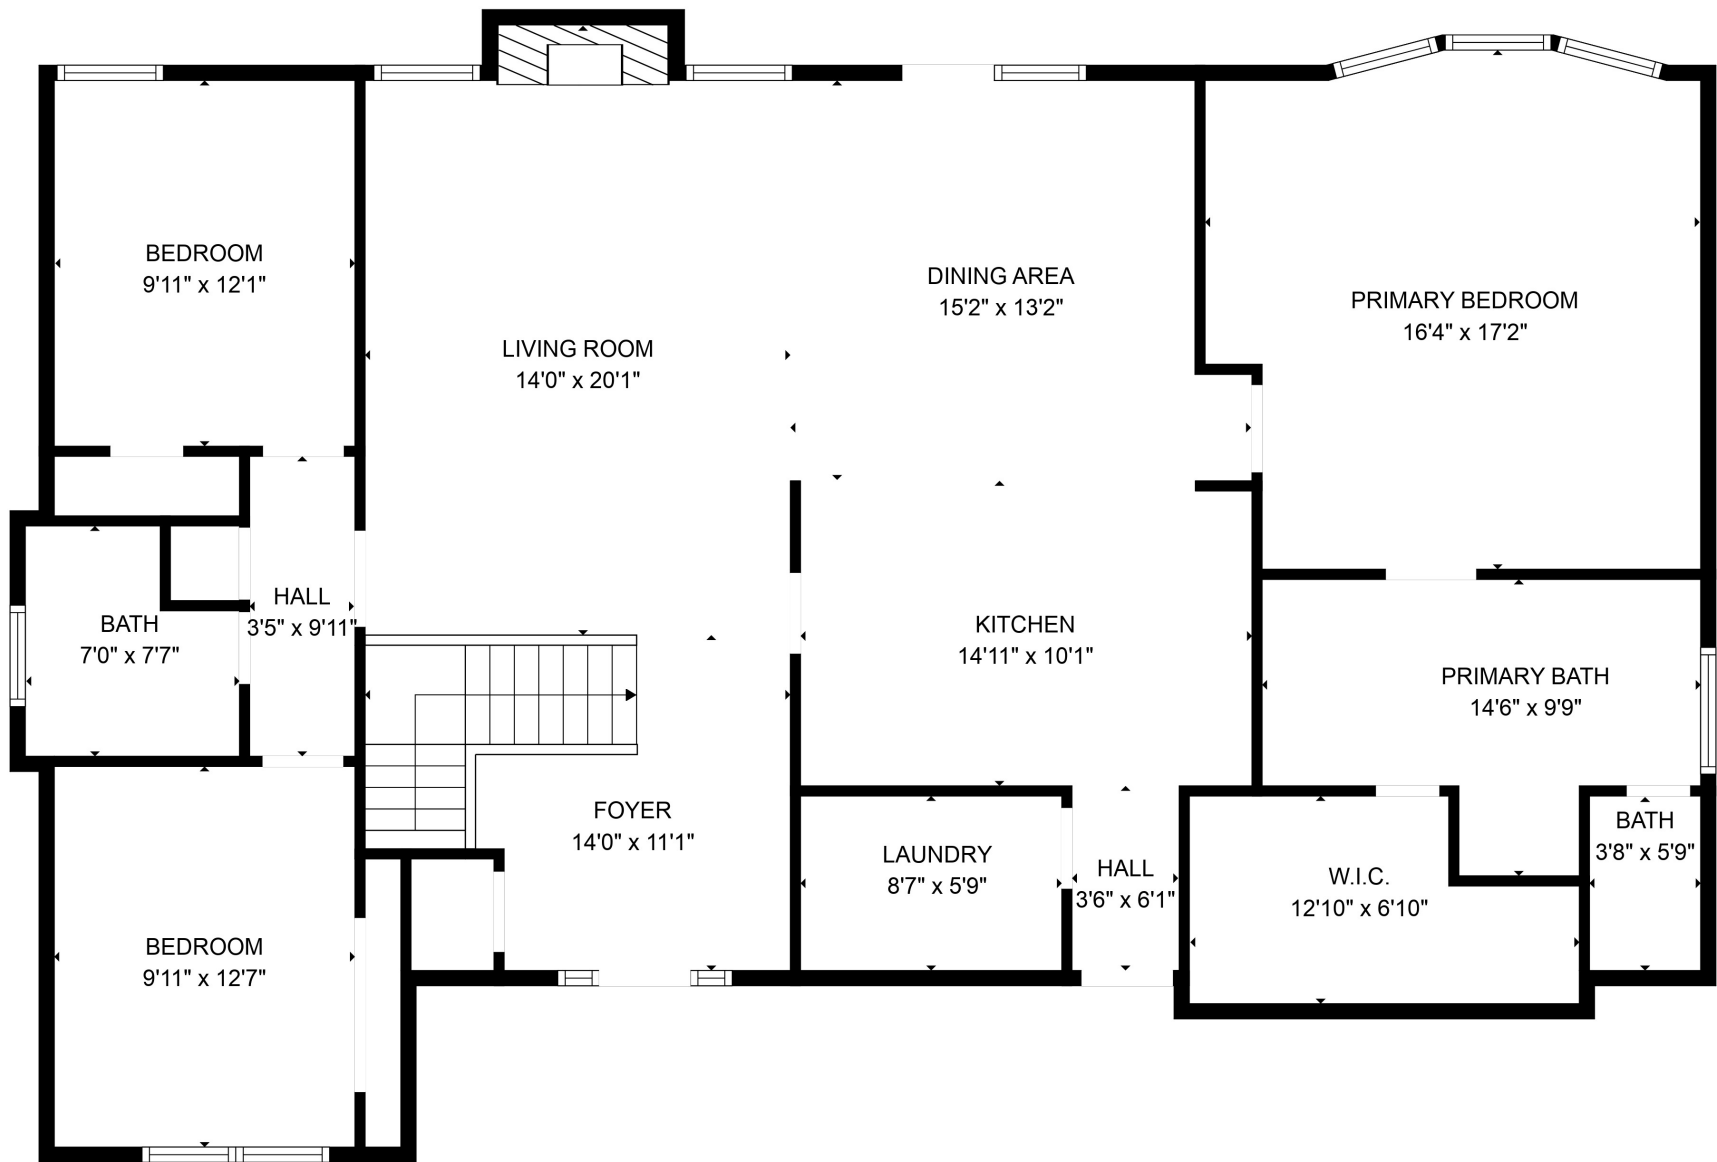 BEDROOM
9'11" x 12'1"
DINING AREA
15'2" x 13'2"
PRIMARY BEDROOM
16'4" x 17'2"
LIVING ROOM
14'0" x 20'1"
HALL
3'5" x 9'11"
BATH
7'0" x 7'7"
KITCHEN
14'11" x 10'1"
PRIMARY BATH
14'6" x 9'9"
FOYER
14'0" x 11'1"
LAUNDRY
8'7" x 5'9"
HALL
3'6" x 6'1"
W.I.C.
12'10" x 6'10"
BATH
3'8" x 5'9"
BEDROOM
9'11" x 12'7"